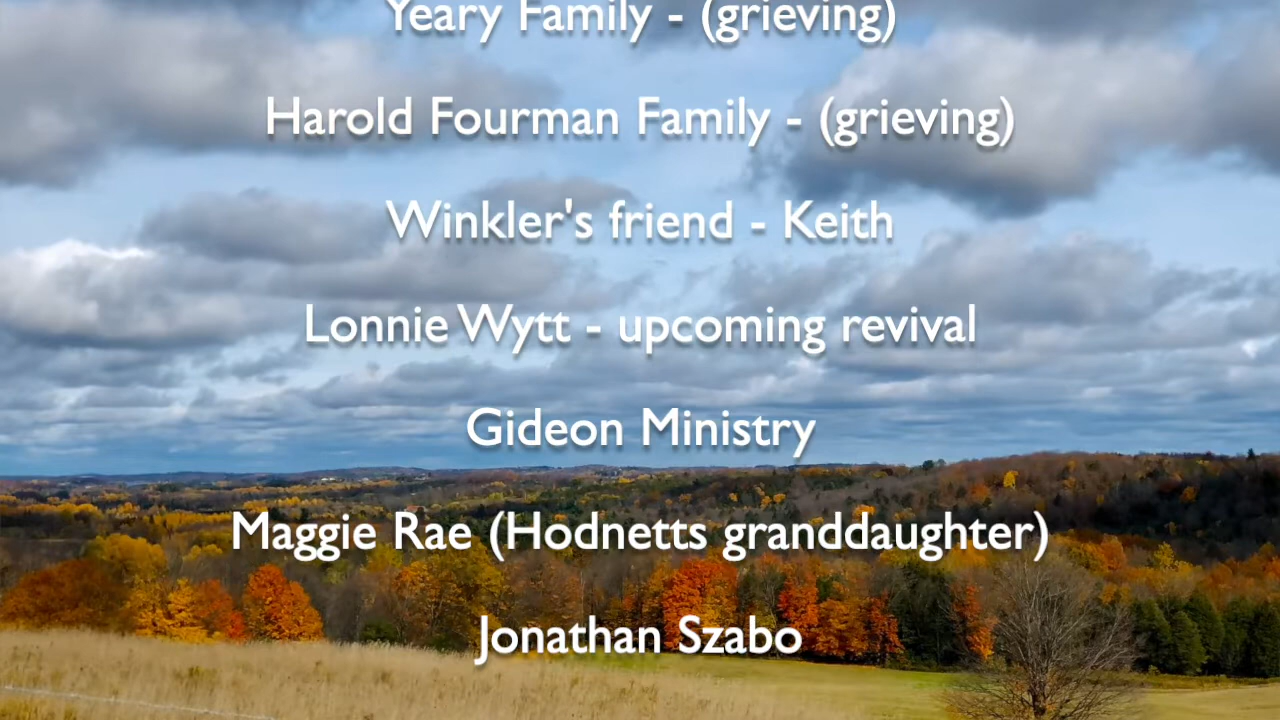 Yeary Family - (grieving)
Harold Fourman Family - (grieving)
Winkler's friend - Keith
Lonnie Wytt - upcoming revival
Gideon Ministry
Maggie Rae (Hodnetts granddaughter)
Jonathan Szabo